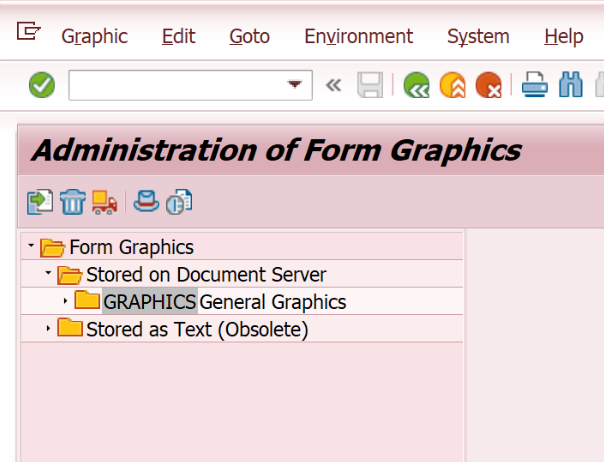 Graphic Edit Goto Environment System Help
Administration of Form Graphics
Form Graphics
Stored on Document Server
GRAPHICS General Graphics
Stored as Text (Obsolete)